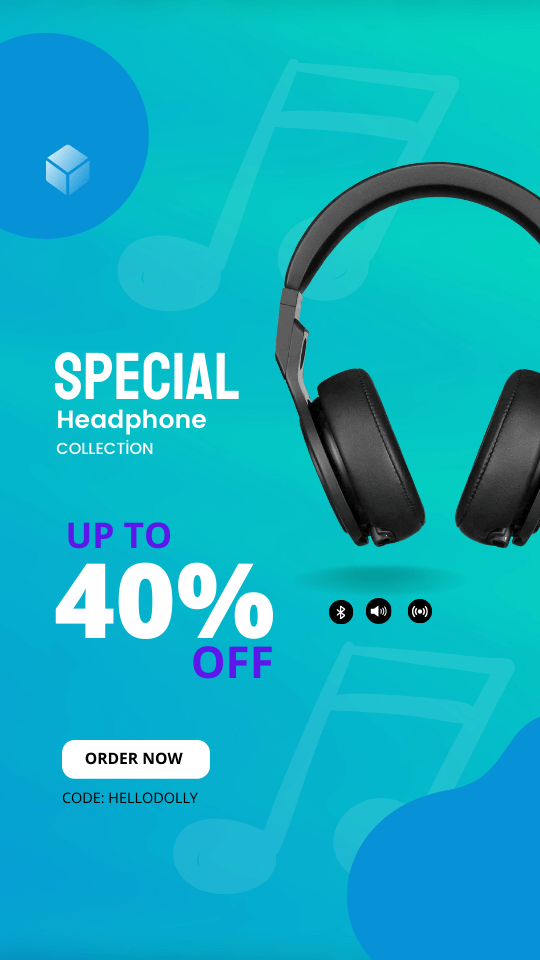 SPECIAL
Headphone
COLLECTİON
UP TO
40%
OFF
ORDER NOW
CODE: HELLODOLLY